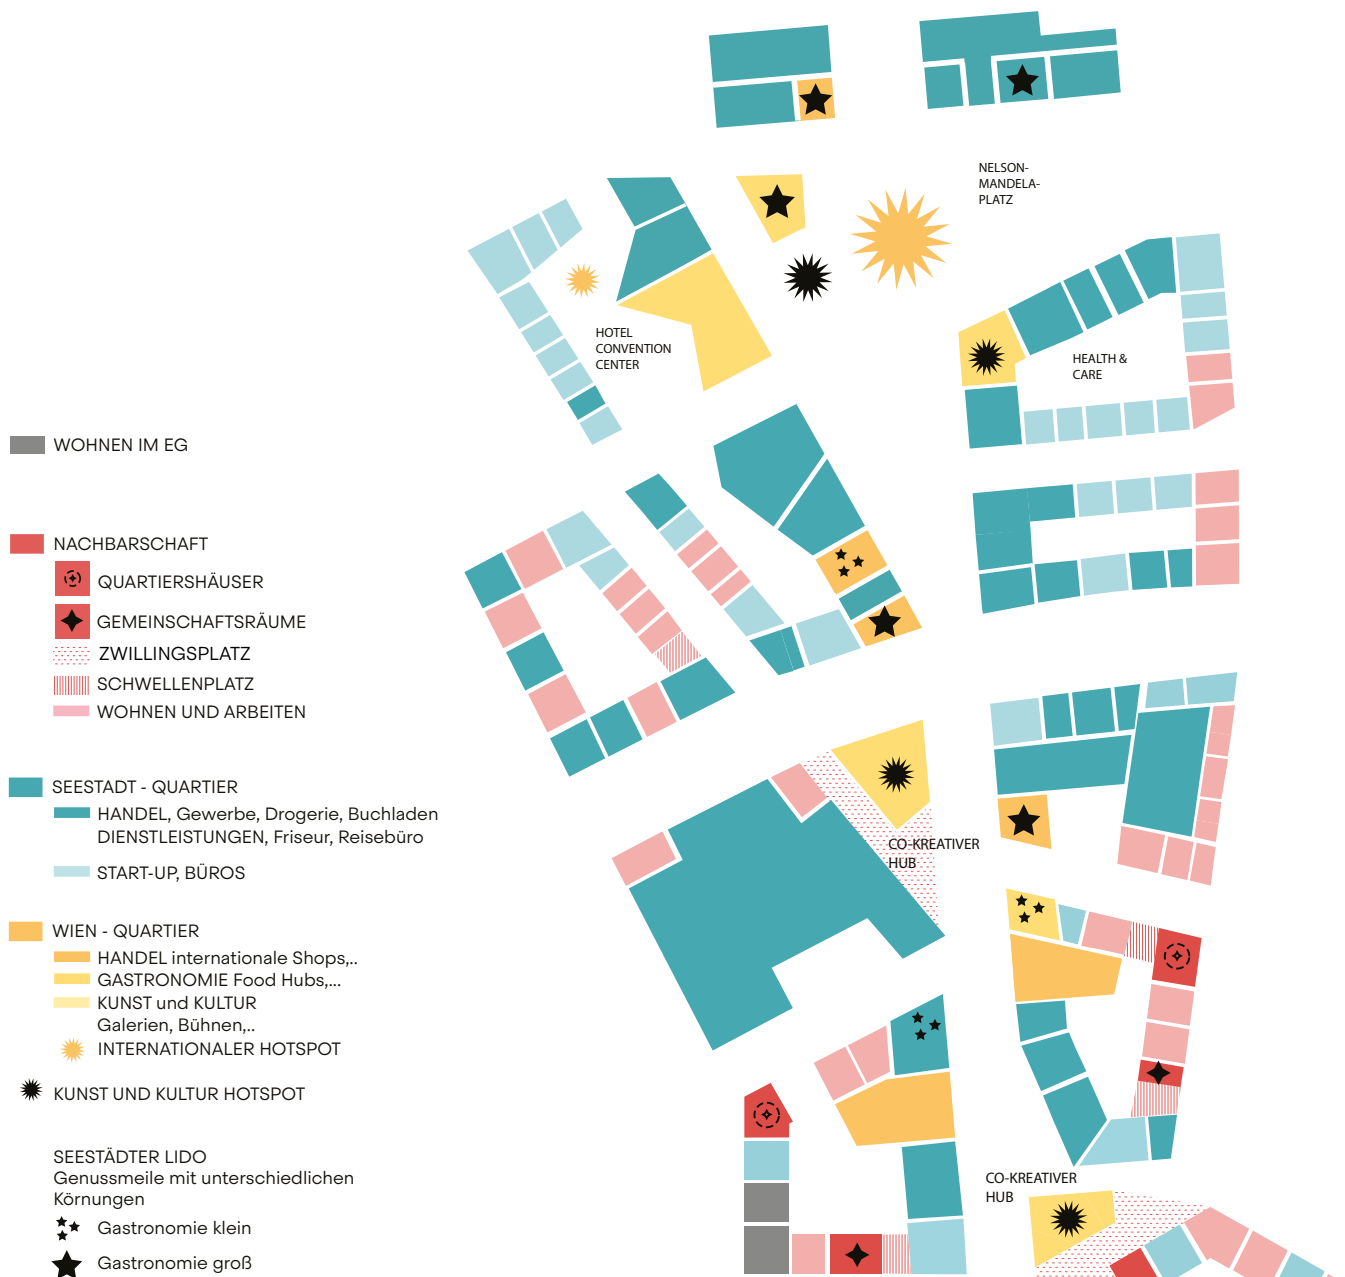 NELSON-
MANDELA-
PLATZ
HOTEL
CONVENTION
CENTER
HEALTH &
CARE
WOHNEN IM EG
NACHBARSCHAFT
QUARTIERSHÄUSER
GEMEINSCHAFTSRÄUME
ZWILLINGSPLATZ
SCHWELLENPLATZ
WOHNEN UND ARBEITEN
SEESTADT - QUARTIER
HANDEL, Gewerbe, Drogerie, Buchladen
DIENSTLEISTUNGEN, Friseur, Reisebüro
START-UP, BÜROS
WIEN - QUARTIER
HANDEL internationale Shops,..
GASTRONOMIE Food Hubs,...
KUNST und KULTUR
Galerien, Bühnen,..
INTERNATIONALER HOTSPOT
KUNST UND KULTUR HOTSPOT
SEESTÄDTER LIDO
Genussmeile mit unterschiedlichen
Körnungen
Gastronomie klein
Gastronomie groß
CO-KREATIVER
HUB
CO-KREATIVER
HUB